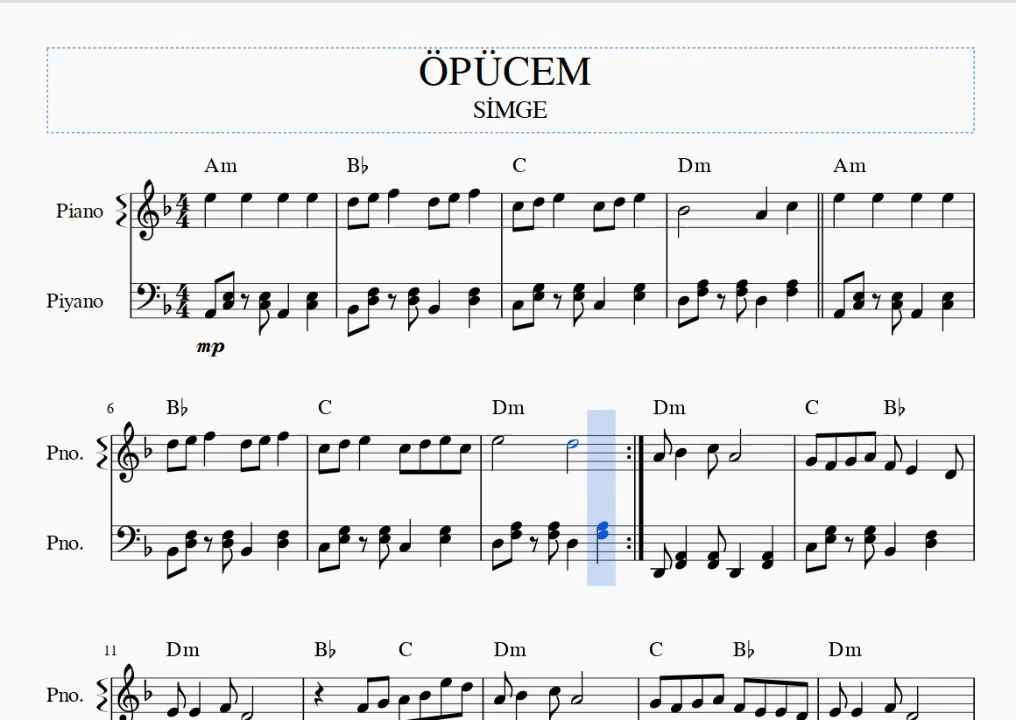 ÖPÜCEM
SİMGE
Am B♭ C Dm Am
Piano
Piyano
mp
6 B♭ C Dm Dm C B♭
Pno.
Pno.
11 Dm B♭ C Dm C B♭ Dm
Pno.